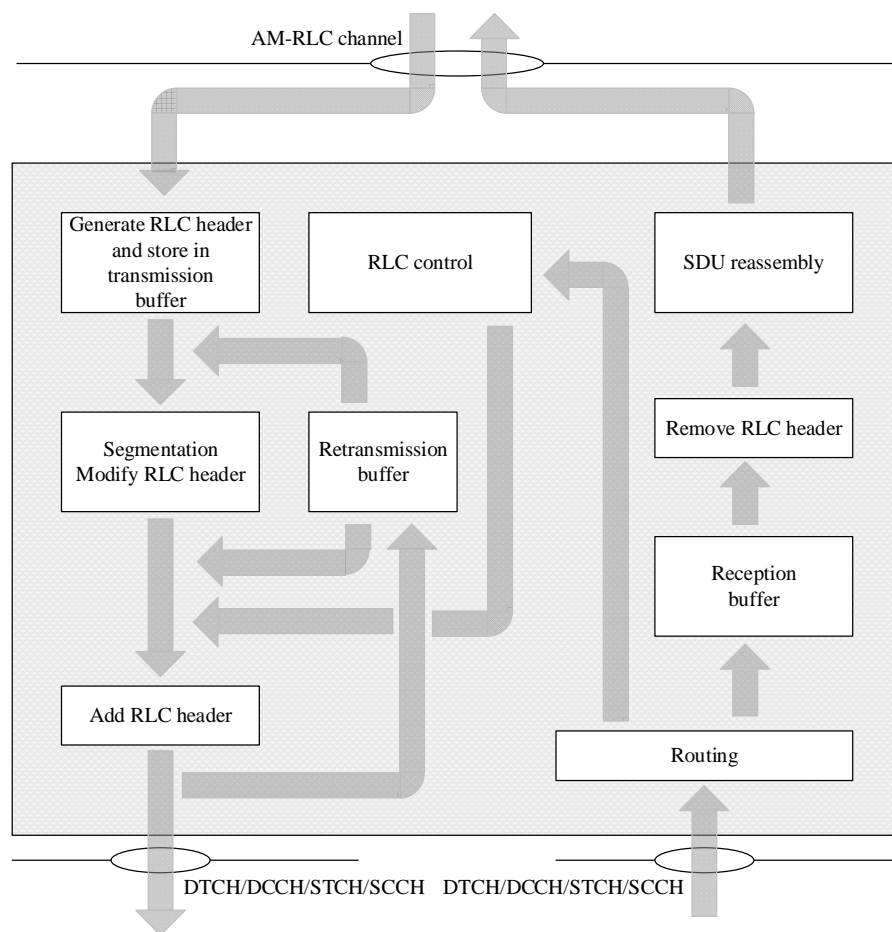 AM-RLC channel
Generate RLC header
and store in
transmission
buffer
RLC control
SDU reassembly
Segmentation
Modify RLC header
Retransmission
buffer
Remove RLC header
Reception
buffer
Add RLC header
Routing
DTCH/DCCH/STCH/SCCH
DTCH/DCCH/STCH/SCCH